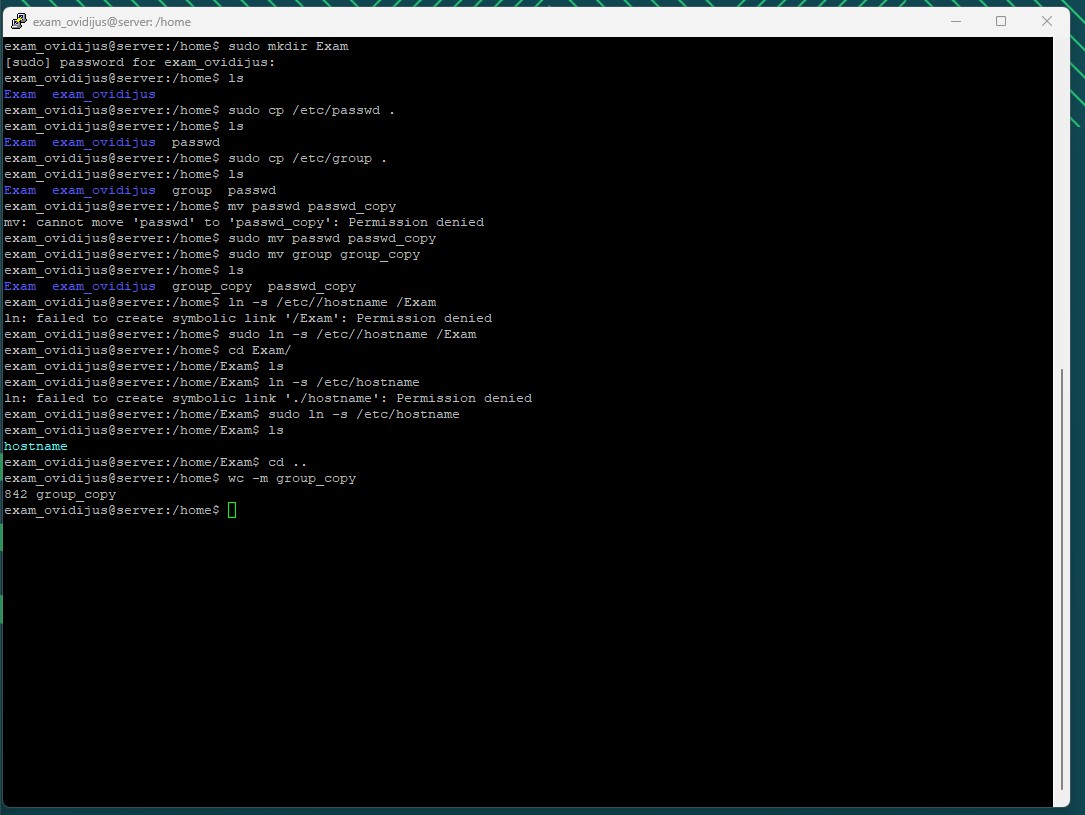 exam_ovidijus@server: /home
exam_ovidijus@server:/home$ sudo mkdir Exam
[sudo] password for exam_ovidijus:
exam_ovidijus@server:/home$ ls
Exam  exam_ovidijus
exam_ovidijus@server:/home$ sudo cp /etc/passwd .
exam_ovidijus@server:/home$ ls
Exam  exam_ovidijus  passwd
exam_ovidijus@server:/home$ sudo cp /etc/group .
exam_ovidijus@server:/home$ ls
Exam  exam_ovidijus  group  passwd
exam_ovidijus@server:/home$ mv passwd passwd_copy
mv: cannot move 'passwd' to 'passwd_copy': Permission denied
exam_ovidijus@server:/home$ sudo mv passwd passwd_copy
exam_ovidijus@server:/home$ sudo mv group group_copy
exam_ovidijus@server:/home$ ls
Exam  exam_ovidijus  group_copy  passwd_copy
exam_ovidijus@server:/home$ ln -s /etc//hostname /Exam
ln: failed to create symbolic link '/Exam': Permission denied
exam_ovidijus@server:/home$ sudo ln -s /etc//hostname /Exam
exam_ovidijus@server:/home$ cd Exam/
exam_ovidijus@server:/home/Exam$ ls
exam_ovidijus@server:/home/Exam$ ln -s /etc/hostname
ln: failed to create symbolic link './hostname': Permission denied
exam_ovidijus@server:/home/Exam$ sudo ln -s /etc/hostname
exam_ovidijus@server:/home/Exam$ ls
hostname
exam_ovidijus@server:/home/Exam$ cd ..
exam_ovidijus@server:/home$ wc -m group_copy
842 group_copy
exam_ovidijus@server:/home$